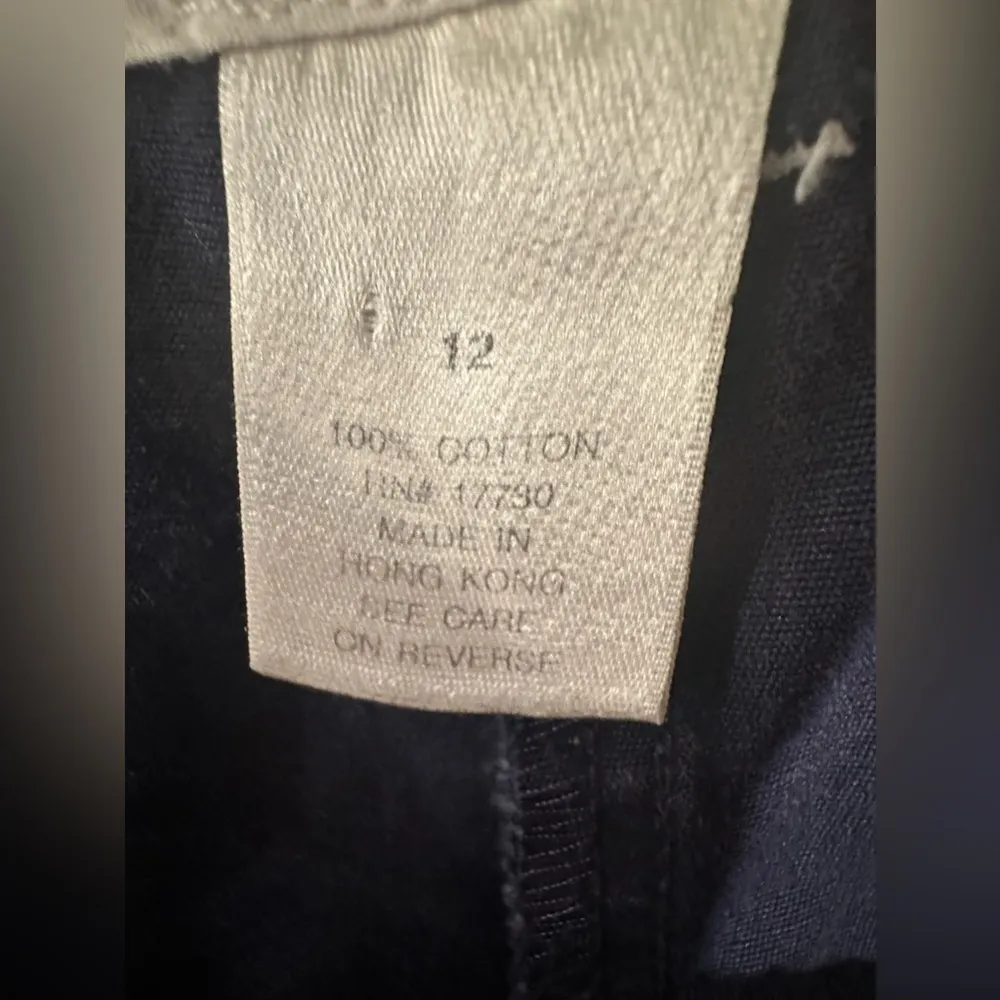 12
100% COTTON
RN# 17730
MADE IN
HONG KONG
SEE CARE
ON REVERSE